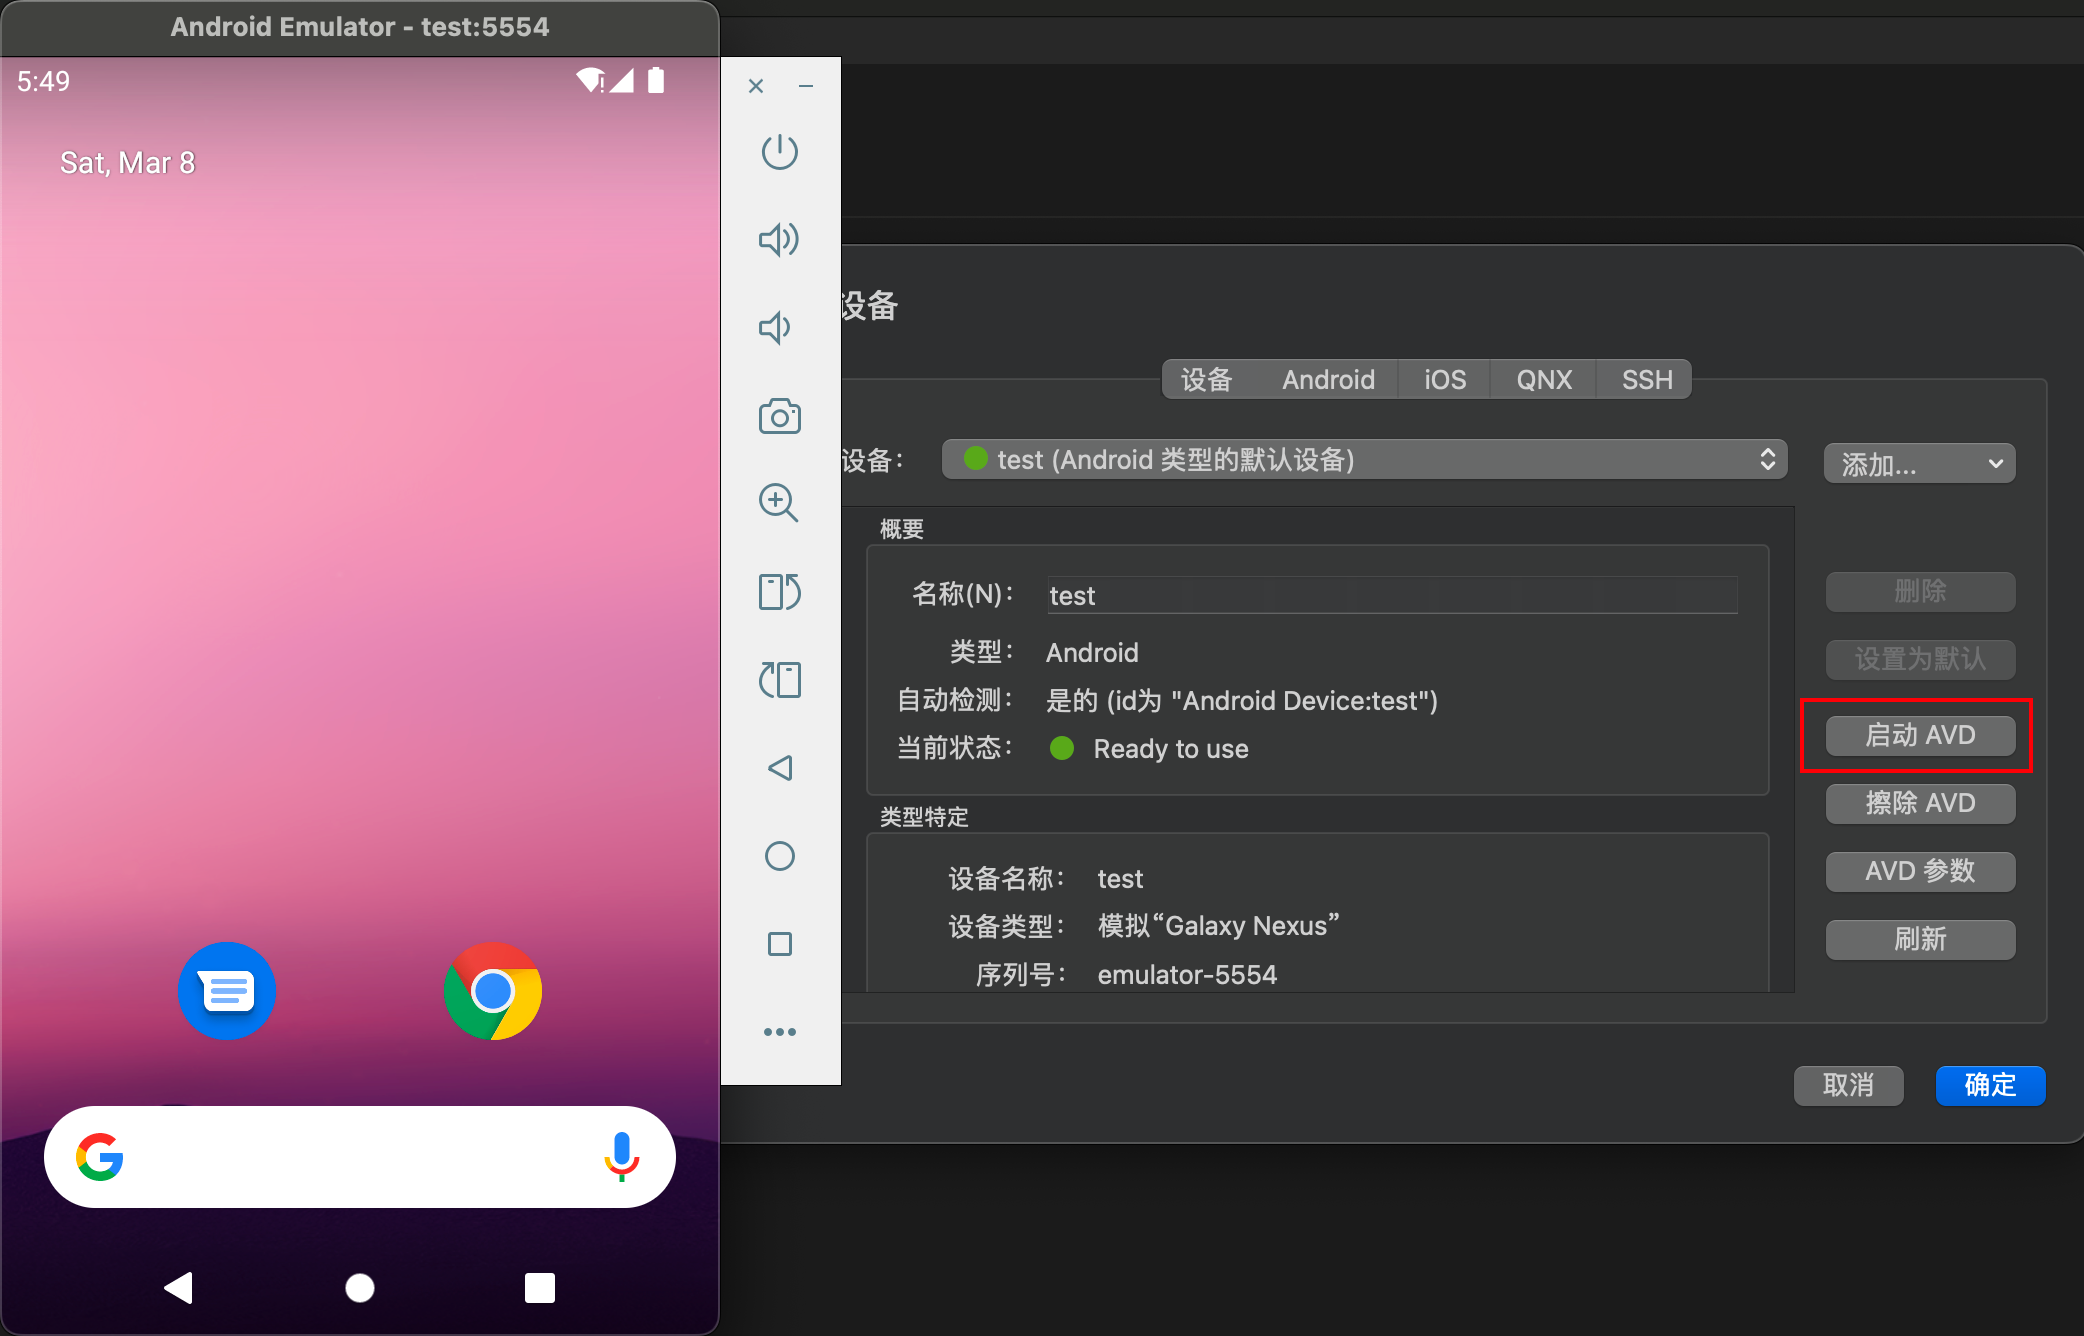 Android Emulator - test:5554
5:49
Sat, Mar 8
设备
设备 Android iOS QNX SSH
设备： test (Android 类型的默认设备) 添加...
概要
名称(N)： test
类型： Android
自动检测： 是的 (id为 "Android Device:test")
当前状态： Ready to use
类型特定
设备名称： test
设备类型： 模拟“Galaxy Nexus”
序列号： emulator-5554
删除
设置为默认
启动 AVD
擦除 AVD
AVD 参数
刷新
取消 确定